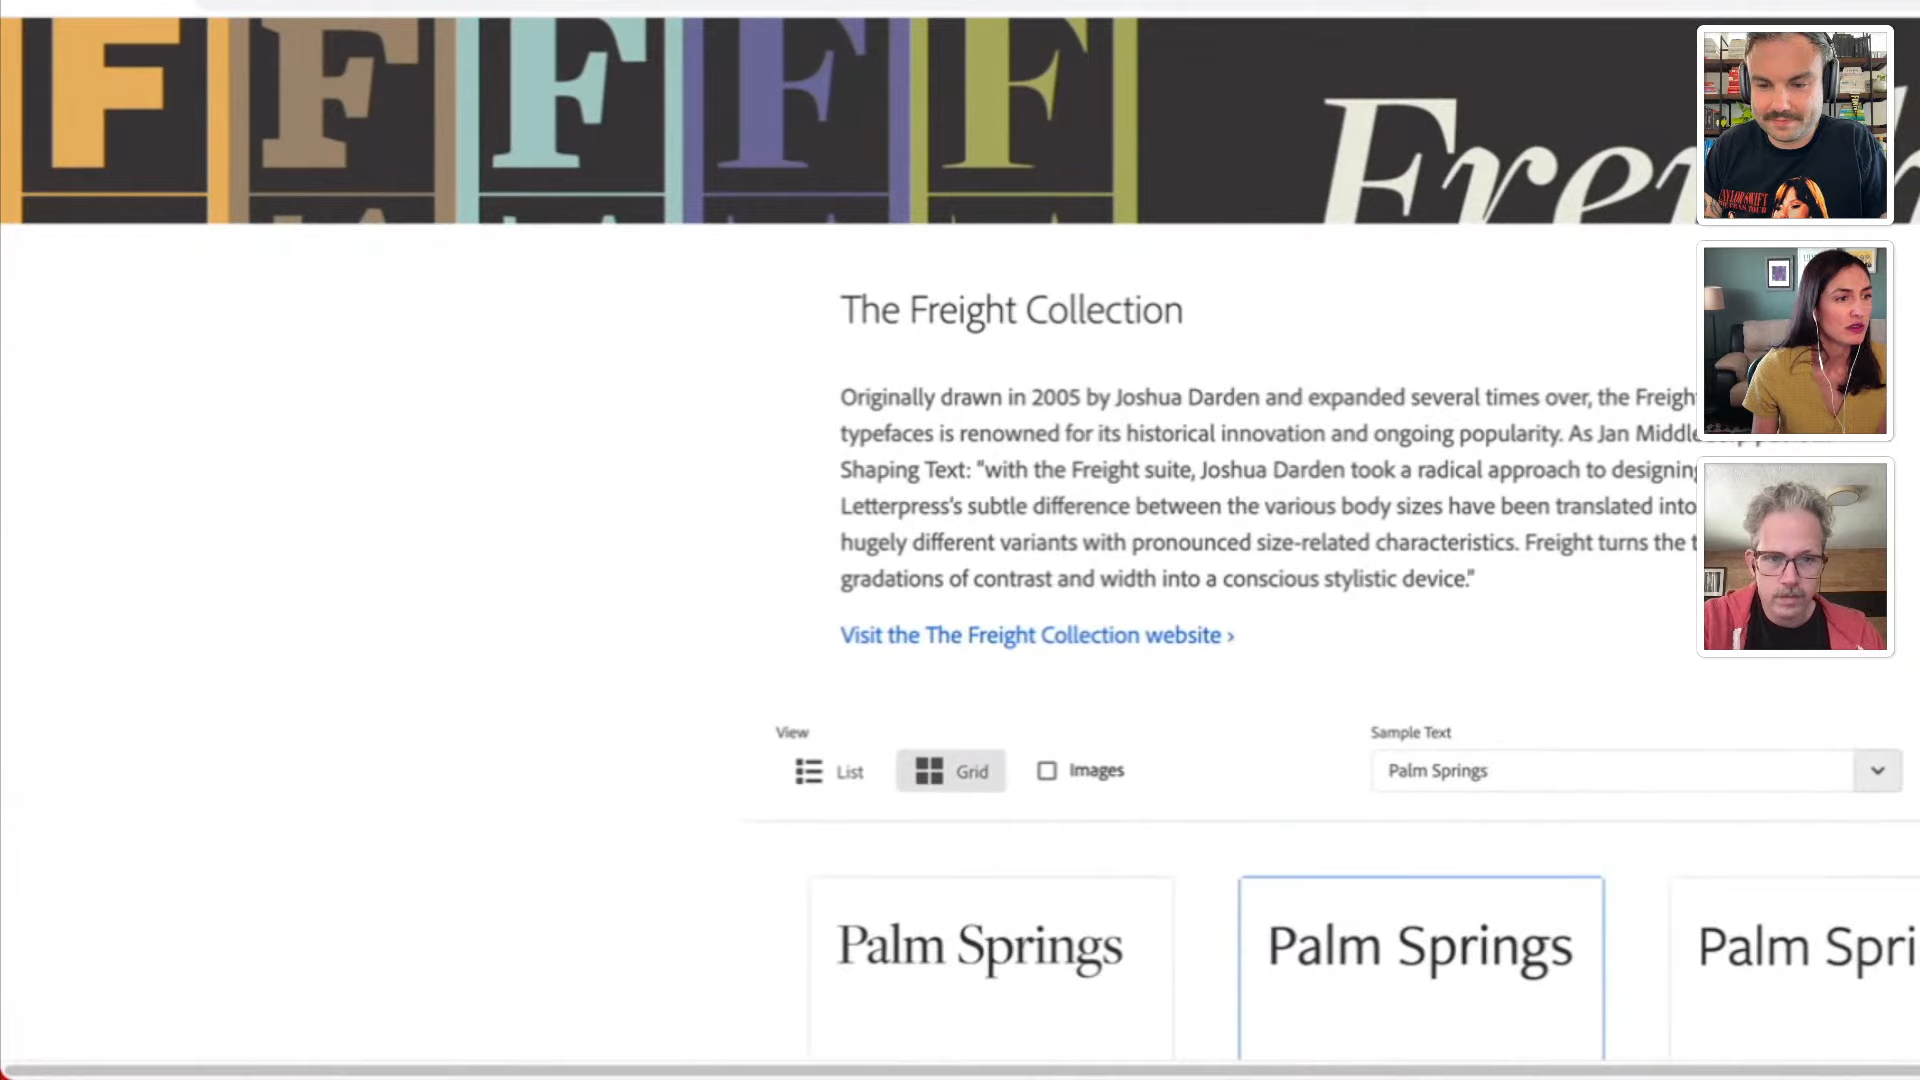 F F F F F
The Freight Collection
Originally drawn in 2005 by Joshua Darden and expanded several times over, the Freight
typefaces is renowned for its historical innovation and ongoing popularity. As Jan
Shaping Text: “with the Freight suite, Joshua Darden took a radical approach to designing
Letterpress’s subtle difference between the various body sizes have been translated into
hugely different variants with pronounced size-related characteristics. Freight turns the
gradations of contrast and width into a conscious stylistic device.”
Visit the The Freight Collection website ›
View
Sample Text
List Grid Images
Palm Springs
Palm Springs
Palm Springs
Palm Spri